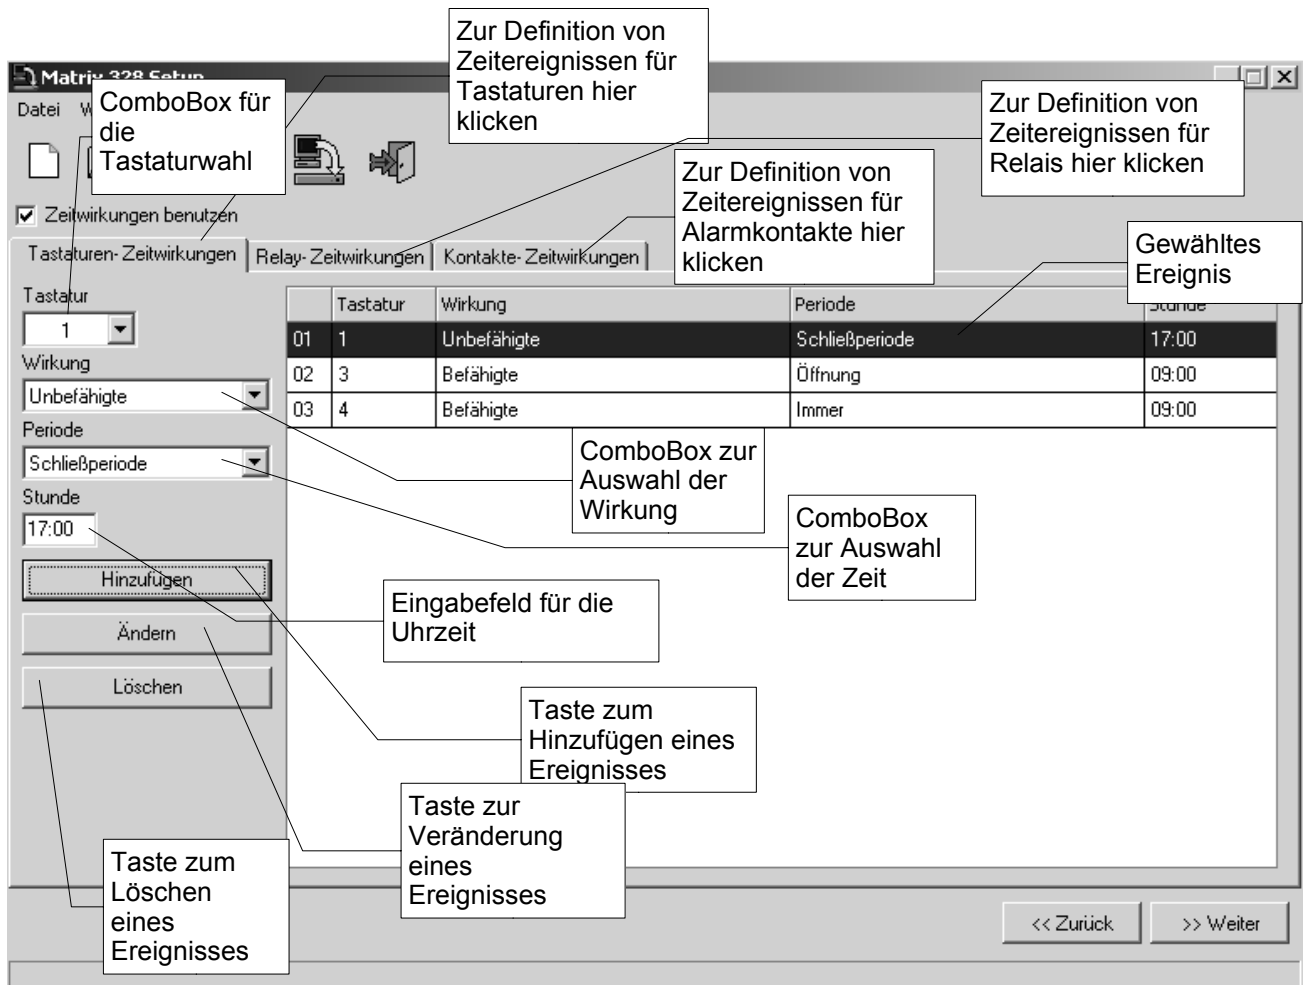 Zur Definition von
Zeitereignissen für
Tastaturen hier
klicken
Matrix 328 Setup
Datei
ComboBox für
die
Tastaturwahl
Zur Definition von
Zeitereignissen für
Relais hier klicken
Zur Definition von
Zeitereignissen für
Alarmkontakte hier
klicken
Zeitwirkungen benutzen
Gewähltes
Ereignis
Tastaturen-Zeitwirkungen Relay-Zeitwirkungen Kontakte-Zeitwirkungen
Tastatur
1
Wirkung
Unbefähigte
Periode
Schließperiode
Stunde
17:00
Hinzufügen
Ändern
Löschen
Tastatur Wirkung Periode Stunde
01 1 Unbefähigte Schließperiode 17:00
02 3 Befähigte Öffnung 09:00
03 4 Befähigte Immer 09:00
ComboBox zur
Auswahl der
Wirkung
ComboBox
zur Auswahl
der Zeit
Eingabefeld für die
Uhrzeit
Taste zum
Hinzufügen eines
Ereignisses
Taste zur
Veränderung
eines
Ereignisses
Taste zum
Löschen
eines
Ereignisses
<< Zurück >> Weiter